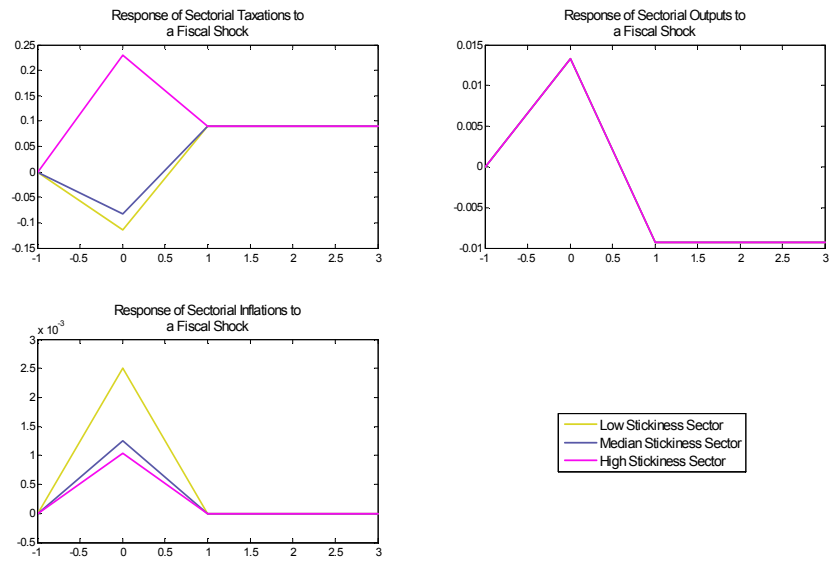 Response of Sectorial Taxations to
a Fiscal Shock
0.25
0.2
0.15
0.1
0.05
0
-0.05
-0.1
-0.15
-1 -0.5 0 0.5 1 1.5 2 2.5 3
Response of Sectorial Outputs to
a Fiscal Shock
0.015
0.01
0.005
0
-0.005
-0.01
-1 -0.5 0 0.5 1 1.5 2 2.5 3
Response of Sectorial Inflations to
a Fiscal Shock
x 10-3
3
2.5
2
1.5
1
0.5
0
-0.5
-1 -0.5 0 0.5 1 1.5 2 2.5 3
Low Stickiness Sector
Median Stickiness Sector
High Stickiness Sector